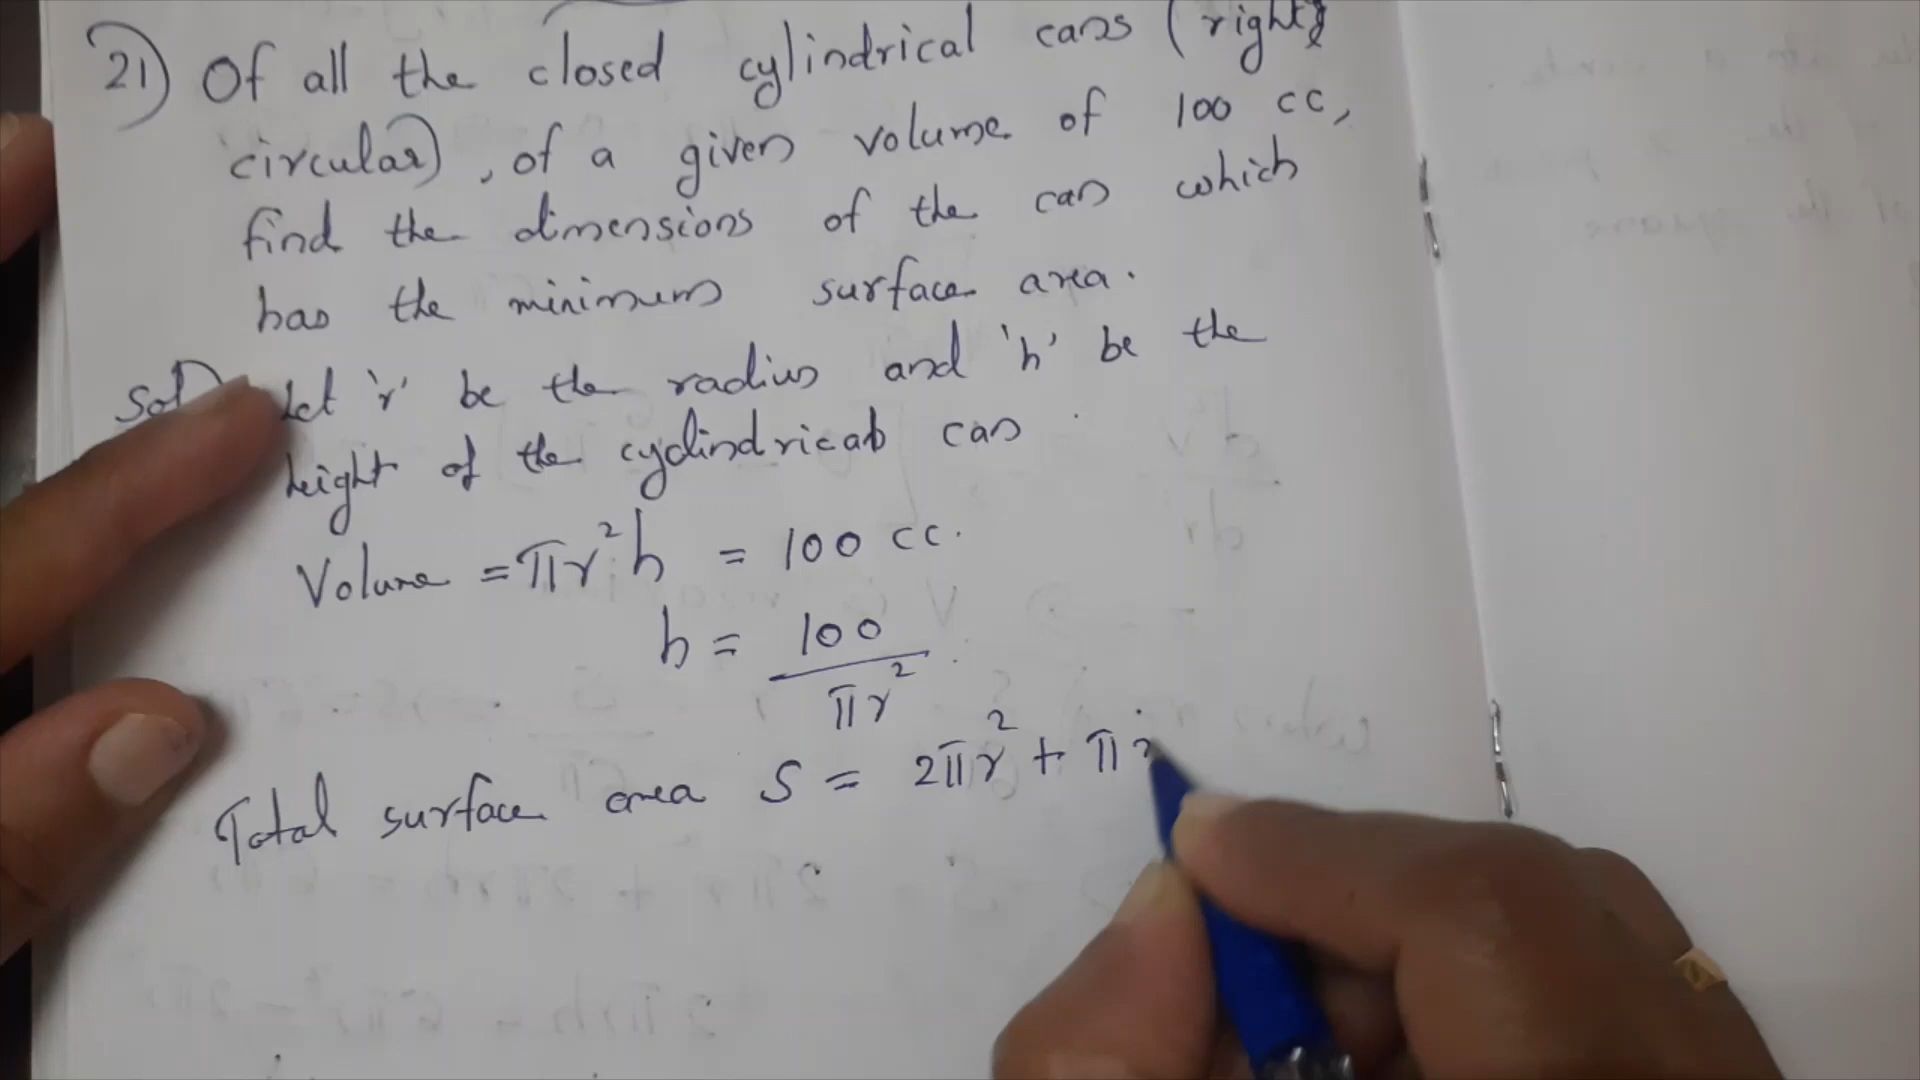 21) Of all the closed cylindrical cans (right
circular), of a given volume of 100 cc,
find the dimensions of the can which
has the minimum surface area.
Sol) Let 'r' be the radius and 'h' be the
height of the cyclindrical can
Volume = πr²h = 100 cc.
h = 100 / πr².
Total surface area S = 2πr² + πr